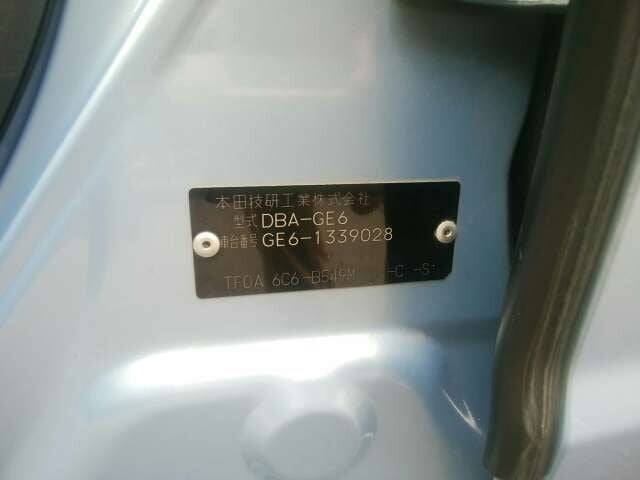 本田技研工業株式会社
型式 DBA-GE6
車台番号 GE6-1339028
TF0A 6C6-B549M -C -S